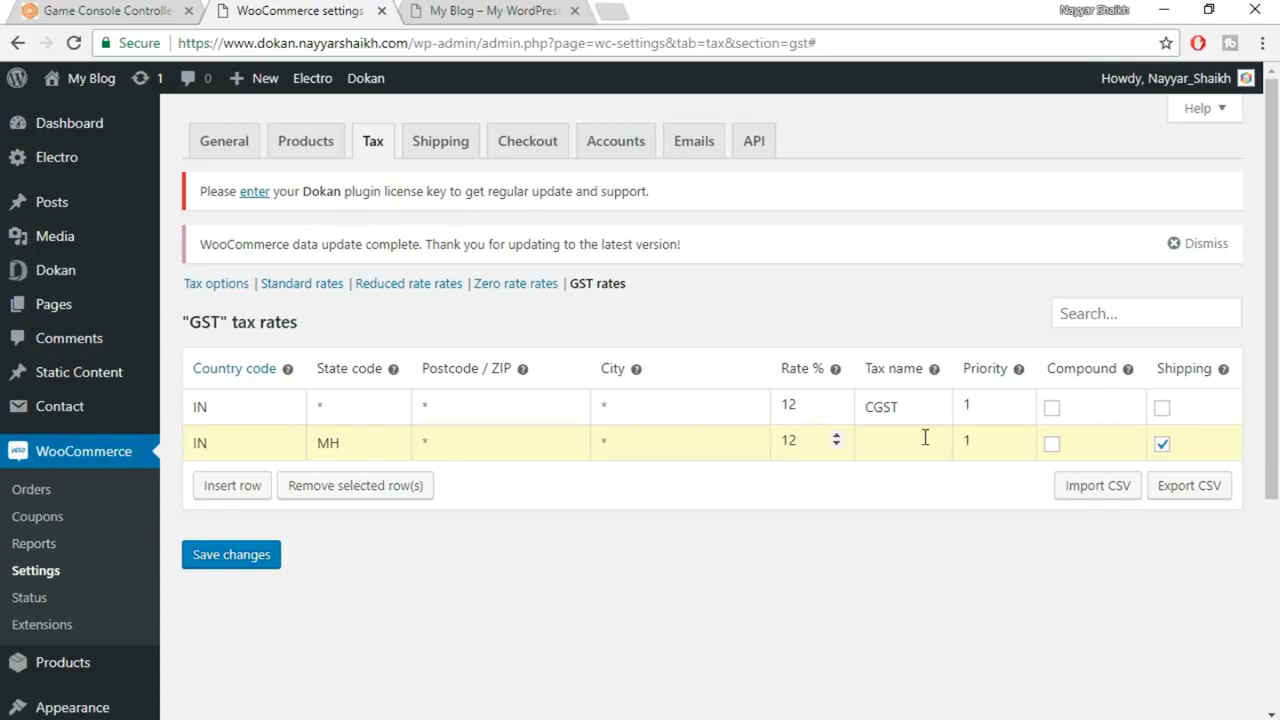 Game Console Controlle
WooCommerce settings
My Blog – My WordPress
Nayyar Shaikh
Secure
https://www.dokan.nayyarshaikh.com/wp-admin/admin.php?page=wc-settings&tab=tax&section=gst#
My Blog
1
0
New
Electro
Dokan
Howdy, Nayyar_Shaikh
Help
Dashboard
Electro
Posts
Media
Dokan
Pages
Comments
Static Content
Contact
WooCommerce
Orders
Coupons
Reports
Settings
Status
Extensions
Products
Appearance
General
Products
Tax
Shipping
Checkout
Accounts
Emails
API
Please enter your Dokan plugin license key to get regular update and support.
WooCommerce data update complete. Thank you for updating to the latest version!
Dismiss
Tax options | Standard rates | Reduced rate rates | Zero rate rates | GST rates
"GST" tax rates
Search...
Country code State code Postcode / ZIP City Rate % Tax name Priority Compound Shipping
IN * * * 12 CGST 1
IN MH * * 12 1
Insert row
Remove selected row(s)
Import CSV
Export CSV
Save changes